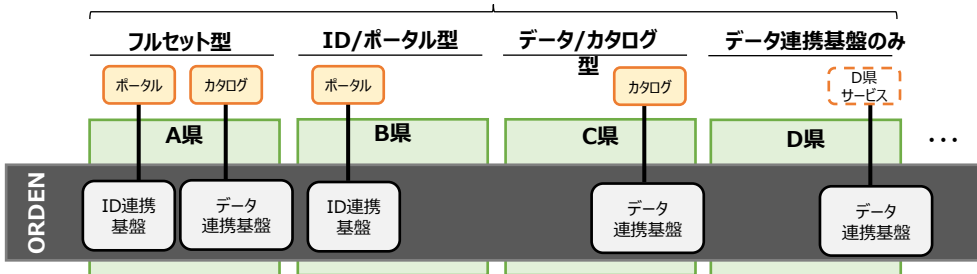 フルセット型
ID/ポータル型
データ/カタログ
型
データ連携基盤のみ
ポータル
カタログ
ポータル
カタログ
D県
サービス
A県
B県
C県
D県
・・・
ORDEN
ID連携
基盤
データ
連携基盤
ID連携
基盤
データ
連携基盤
データ
連携基盤